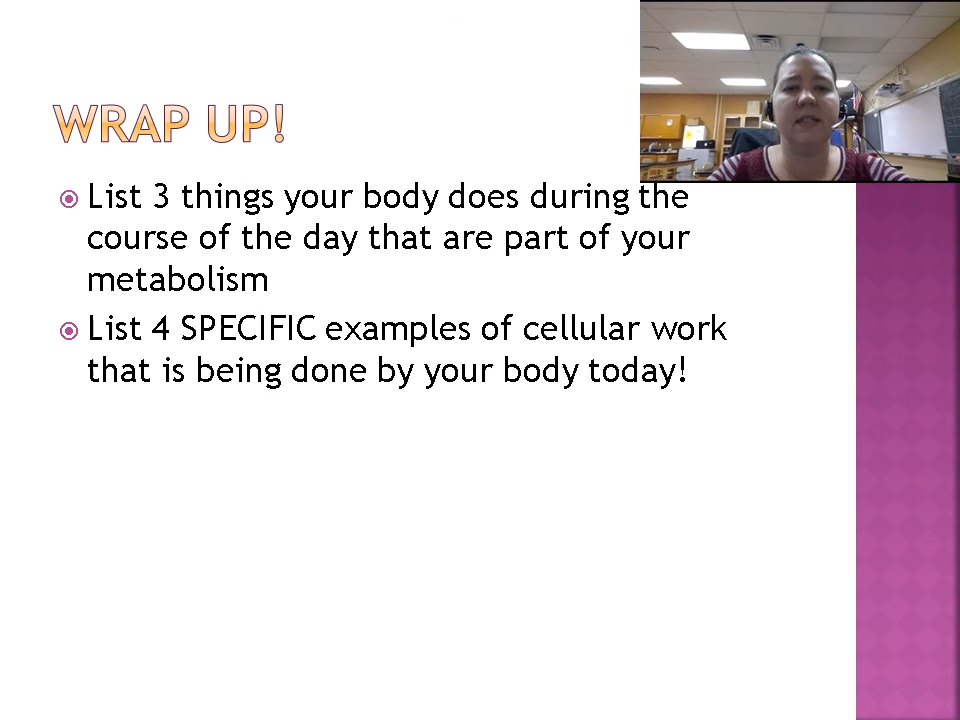 WRAP UP!
List 3 things your body does during the
course of the day that are part of your
metabolism
List 4 SPECIFIC examples of cellular work
that is being done by your body today!